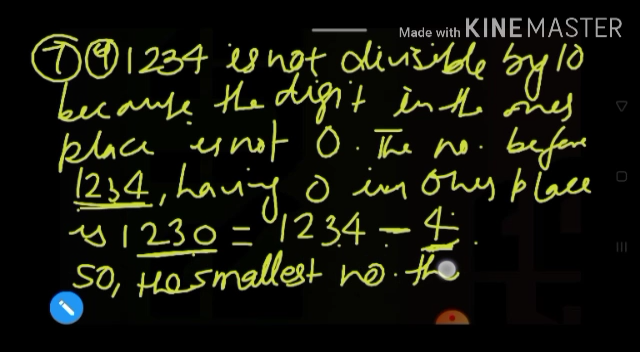 Made with KINEMASTER
7 9 1234 is not divisible by 10
because the digit in the ones
place is not 0. The no. before
1234, having 0 in ones place
is 1230 = 1234 - 4.
So, the smallest no. th